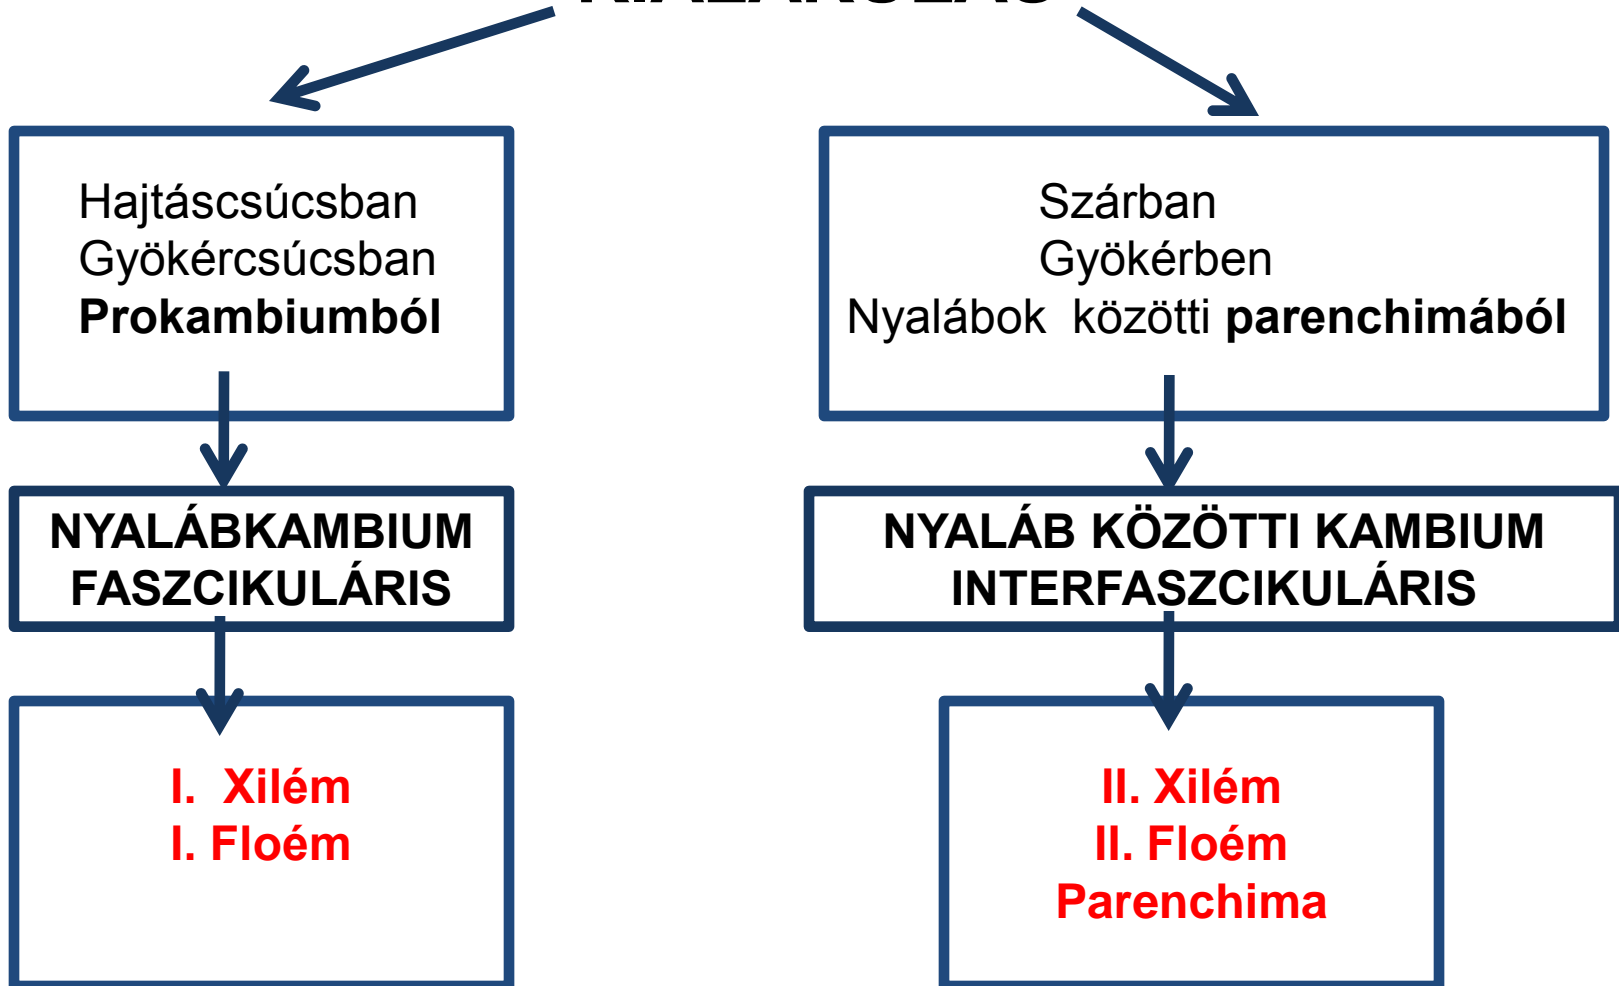 KIALAKULÁS
Hajtáscsúcsban
Gyökércsúcsban
Prokambiumból
Szárban
Gyökérben
Nyalábok közötti parenchimából
NYALÁBKAMBIUM
FASZCIKULÁRIS
NYALÁB KÖZÖTTI KAMBIUM
INTERFASZCIKULÁRIS
I. Xilém
I. Floém
II. Xilém
II. Floém
Parenchima